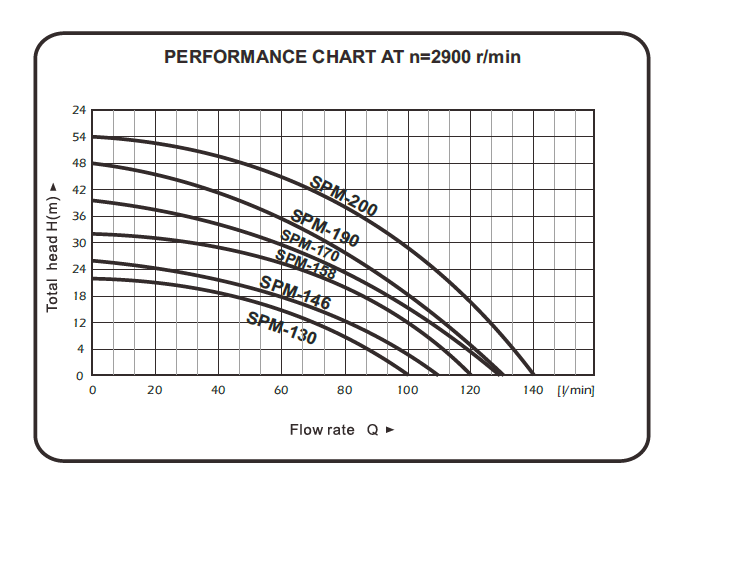 PERFORMANCE CHART AT n=2900 r/min
24
54
48
42
36
30
24
18
12
4
0
Total head H(m) ►
SPM-200
SPM-190
SPM-170
SPM-158
SPM-146
SPM-130
0 20 40 60 80 100 120 140 [l/min]
Flow rate Q ►